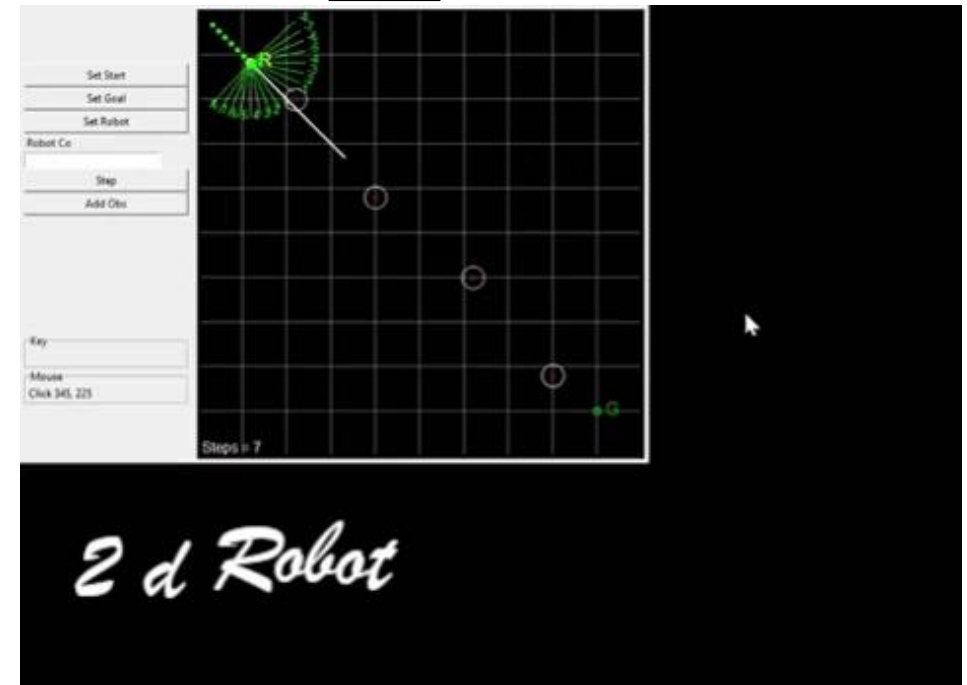 R
Set Start
Set Goal
Set Robot
Robot Co
Step
Add Obs
Key
Mouse
Click 345, 225
G
Steps = 7
2 d Robot